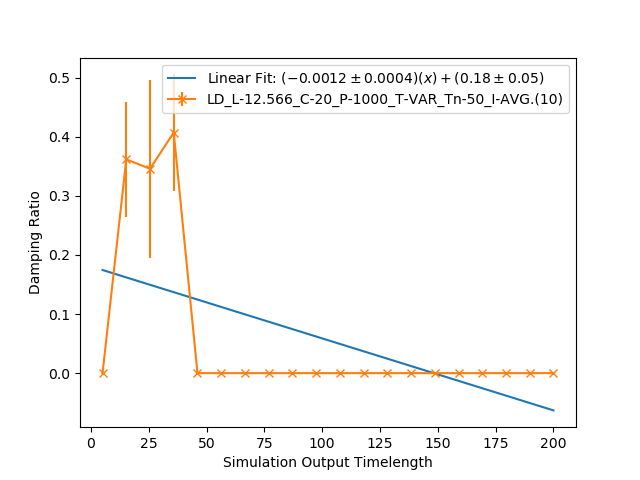 Linear Fit: (−0.0012 ± 0.0004)(x) + (0.18 ± 0.05)
LD_L-12.566_C-20_P-1000_T-VAR_Tn-50_I-AVG.(10)
0.5
0.4
0.3
0.2
0.1
0.0
Damping Ratio
0 25 50 75 100 125 150 175 200
Simulation Output Timelength